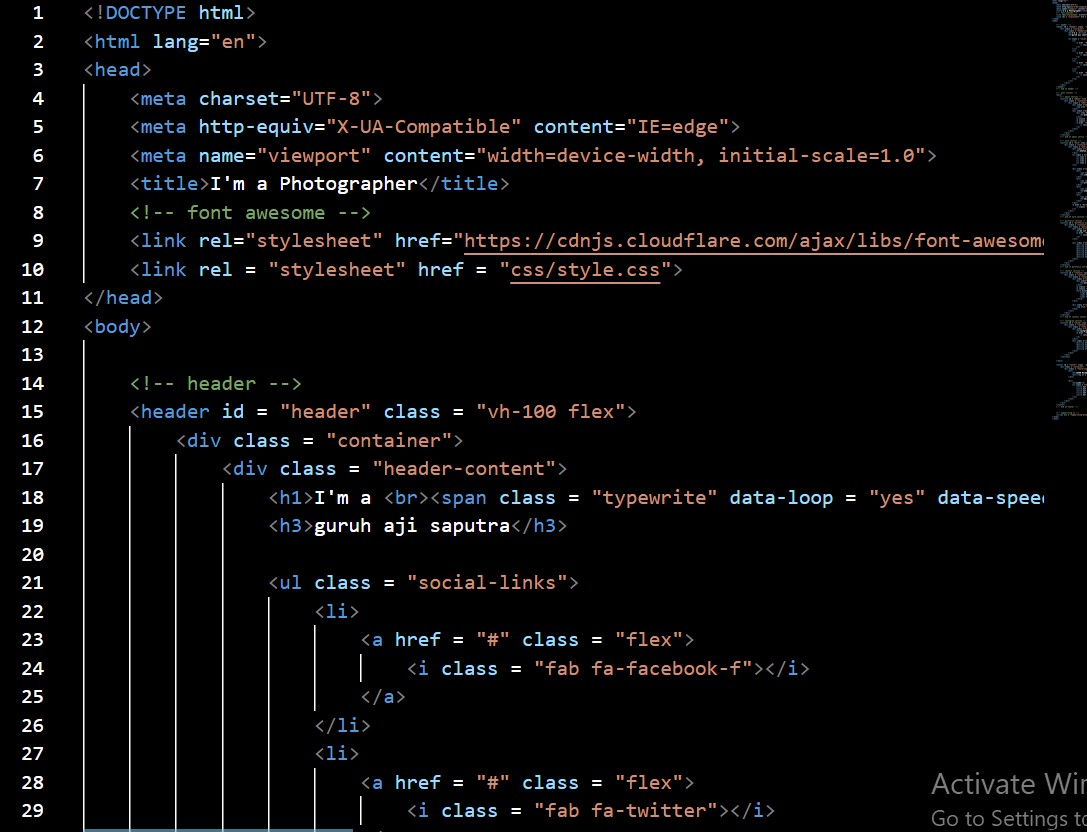 1 <!DOCTYPE html>
2 <html lang="en">
3 <head>
4 <meta charset="UTF-8">
5 <meta http-equiv="X-UA-Compatible" content="IE=edge">
6 <meta name="viewport" content="width=device-width, initial-scale=1.0">
7 <title>I'm a Photographer</title>
8 <!-- font awesome -->
9 <link rel="stylesheet" href="https://cdnjs.cloudflare.com/ajax/libs/font-awesom
10 <link rel = "stylesheet" href = "css/style.css">
11 </head>
12 <body>
13
14 <!-- header -->
15 <header id = "header" class = "vh-100 flex">
16 <div class = "container">
17 <div class = "header-content">
18 <h1>I'm a <br><span class = "typewrite" data-loop = "yes" data-speed
19 <h3>guruh aji saputra</h3>
20
21 <ul class = "social-links">
22 <li>
23 <a href = "#" class = "flex">
24 <i class = "fab fa-facebook-f"></i>
25 </a>
26 </li>
27 <li>
28 <a href = "#" class = "flex">
29 <i class = "fab fa-twitter"></i>
Activate Win
Go to Settings to